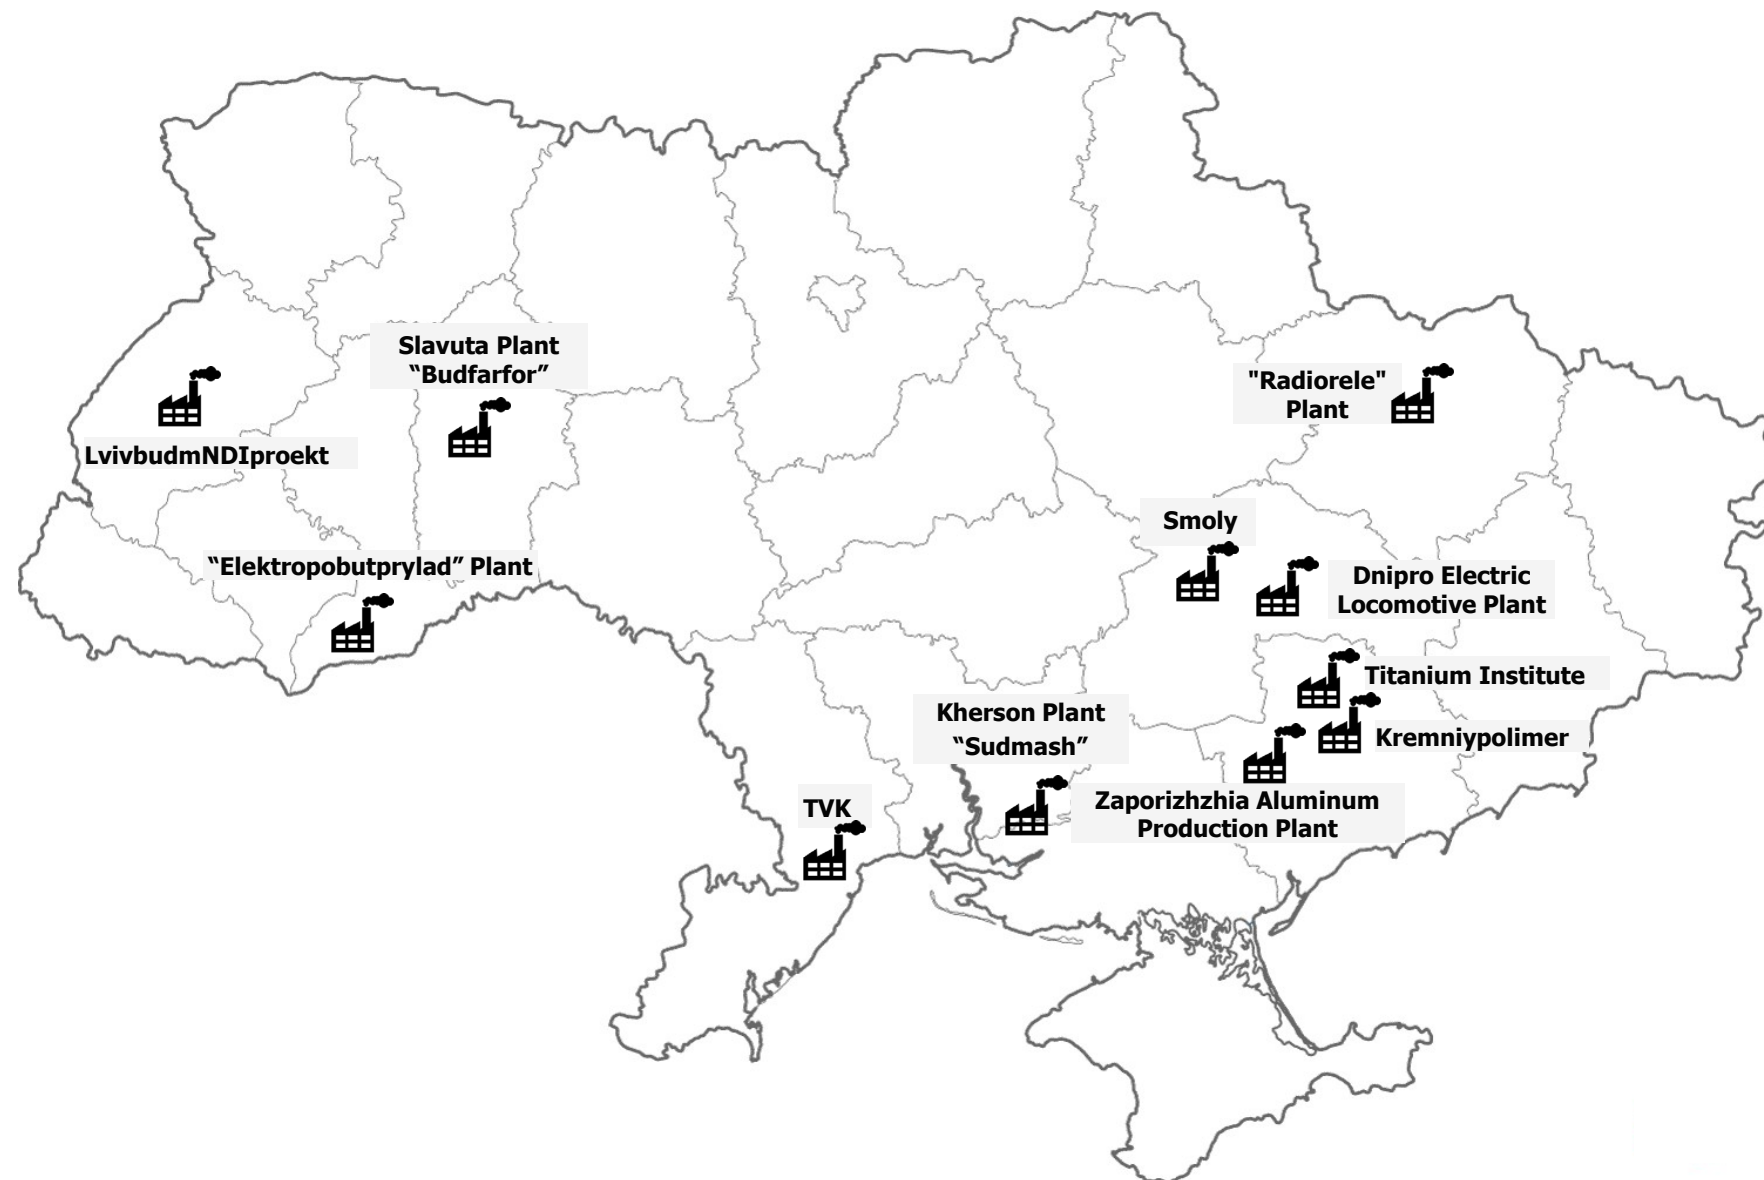 Slavuta Plant
“Budfarfor”
"Radiorele"
Plant
LvivbudmNDIproekt
Smoly
“Elektropobutprylad” Plant
Dnipro Electric
Locomotive Plant
Titanium Institute
Kherson Plant
“Sudmash”
Kremniypolimer
TVK
Zaporizhzhia Aluminum
Production Plant